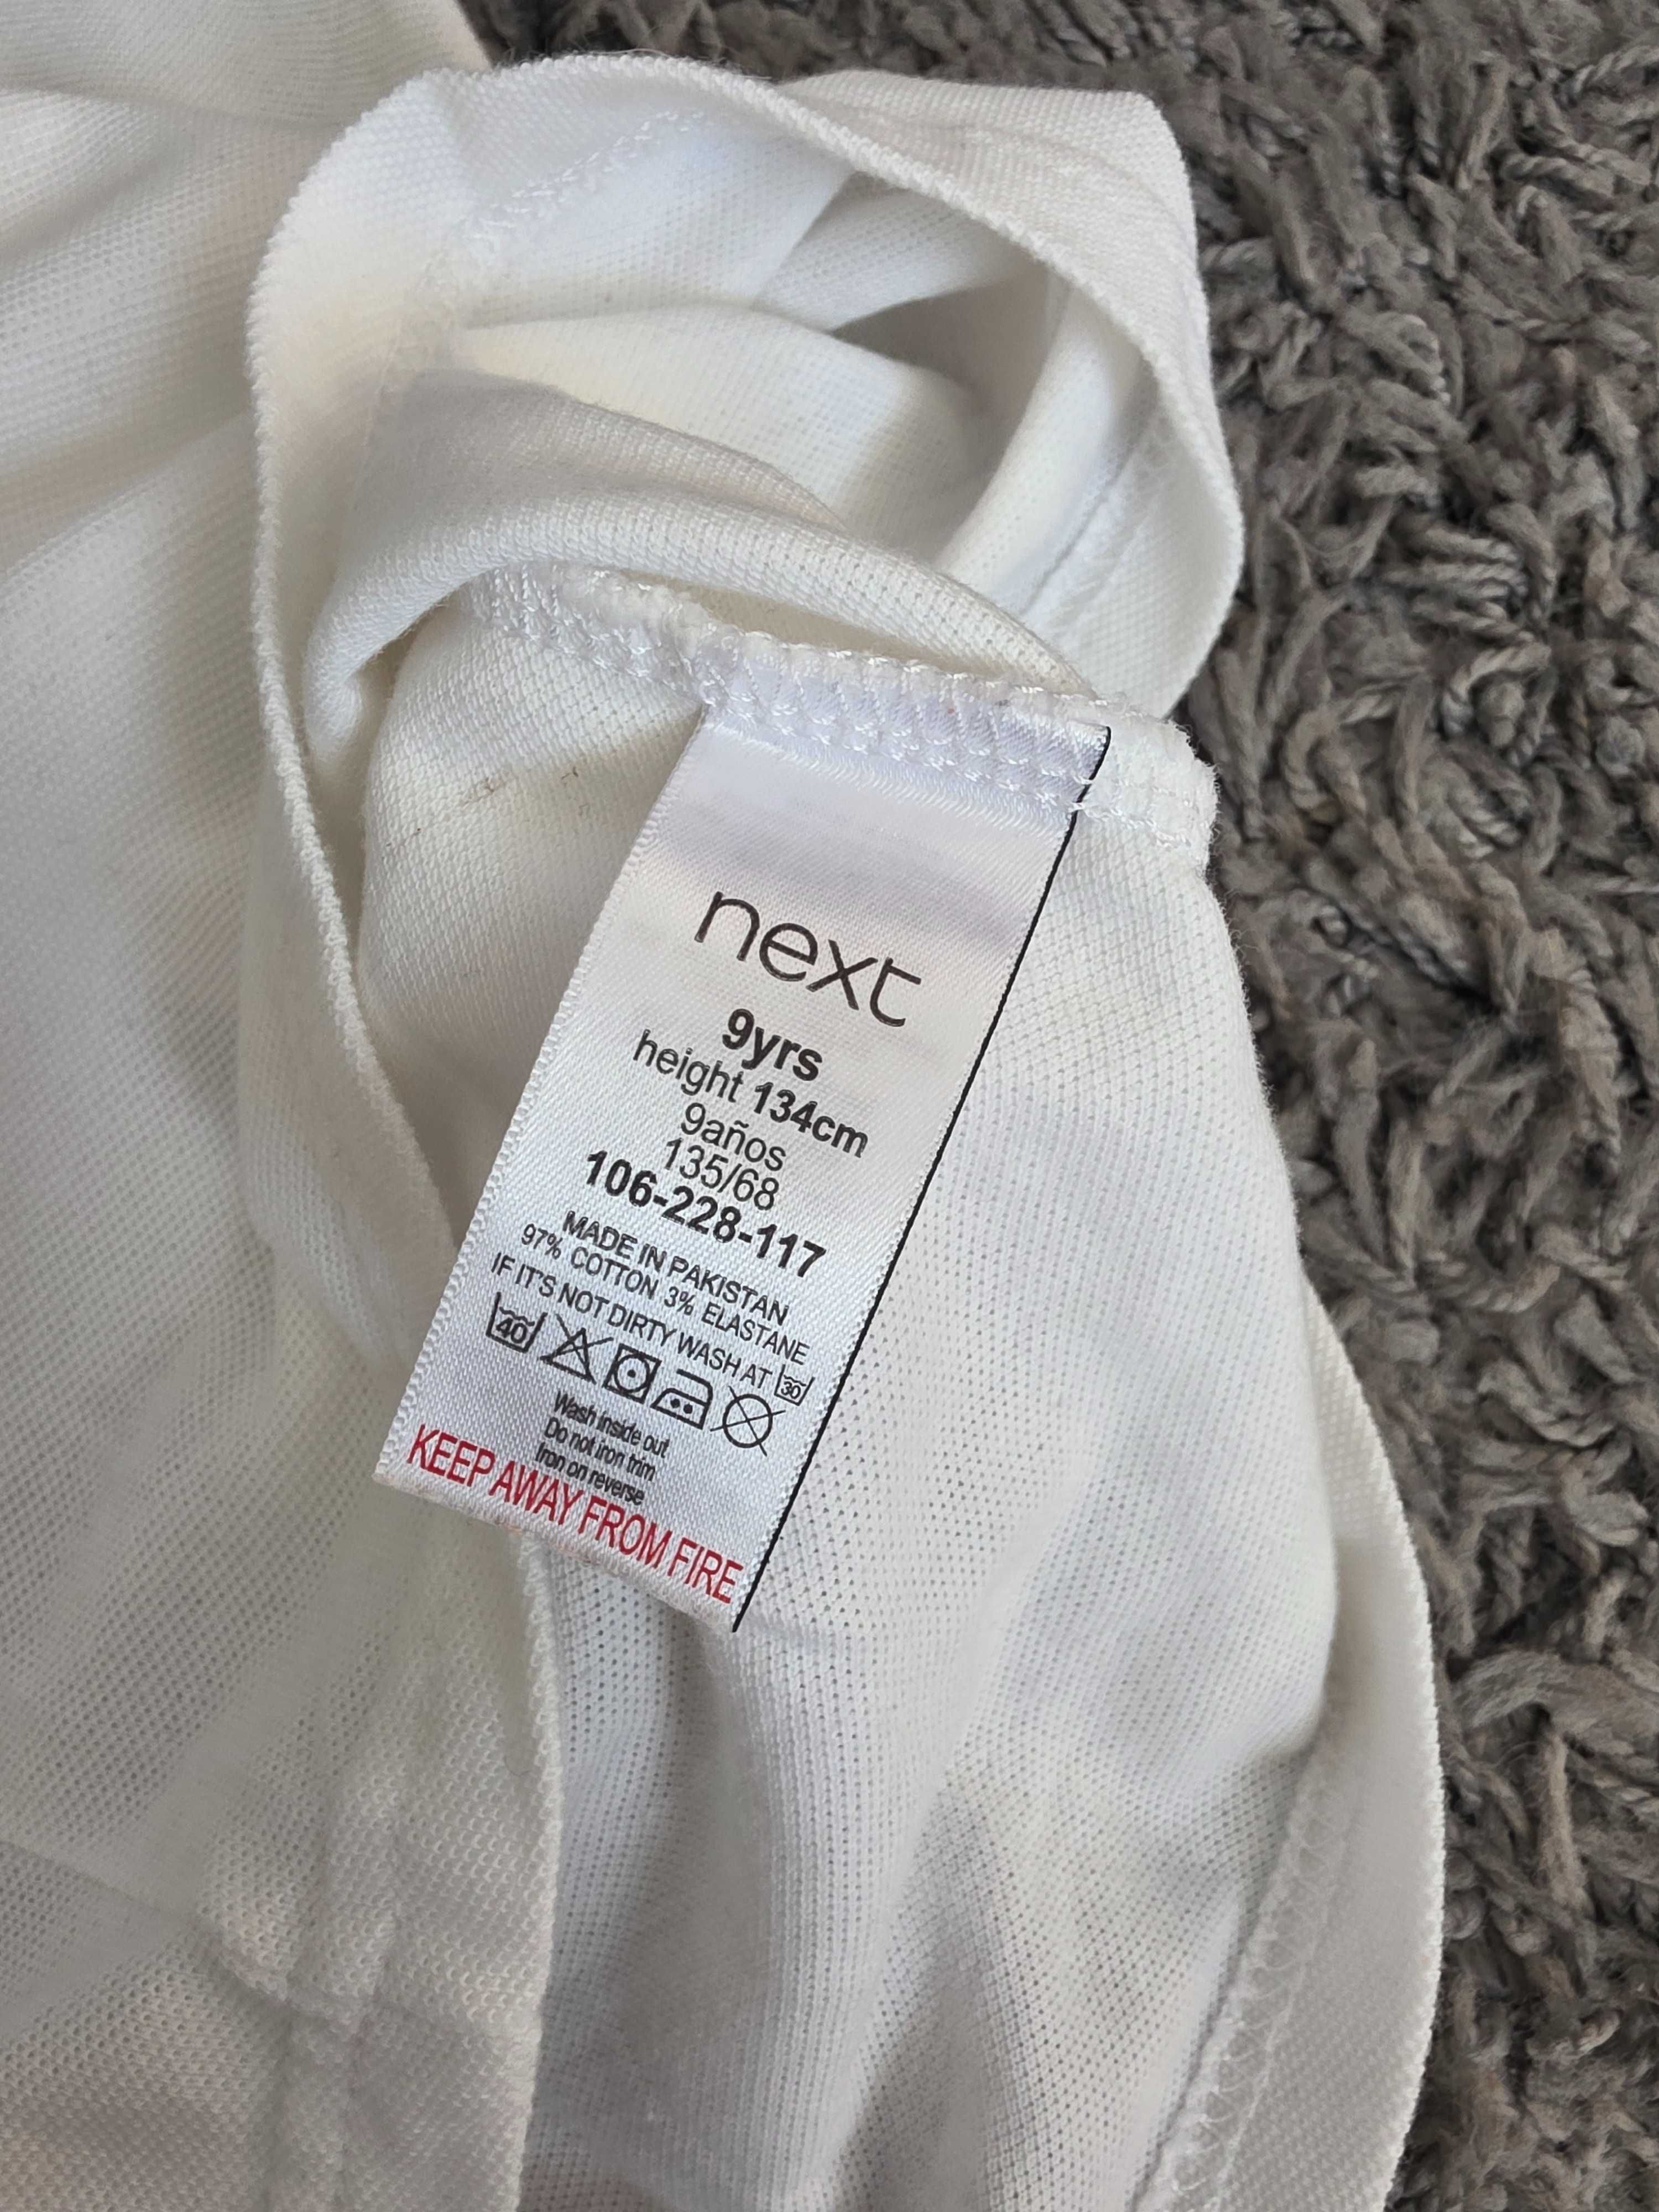 next
9yrs
height 134cm
9años
135/68
106-228-117
MADE IN PAKISTAN
97% COTTON 3% ELASTANE
IF IT'S NOT DIRTY WASH AT 30
40
Wash inside out
Do not iron trim
Iron on reverse
KEEP AWAY FROM FIRE